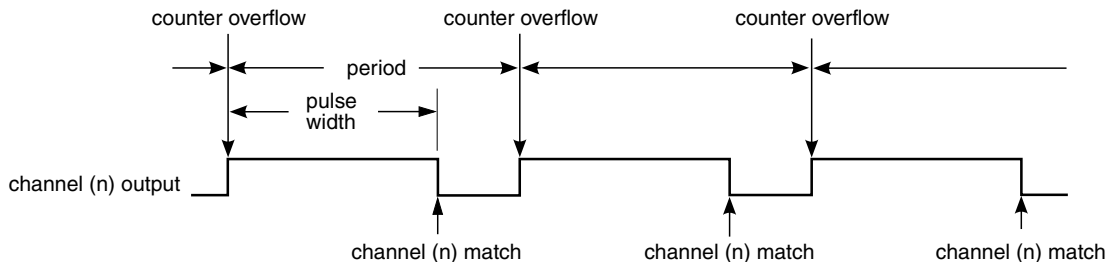 counter overflow
counter overflow
counter overflow
period
pulse
width
channel (n) output
channel (n) match
channel (n) match
channel (n) match